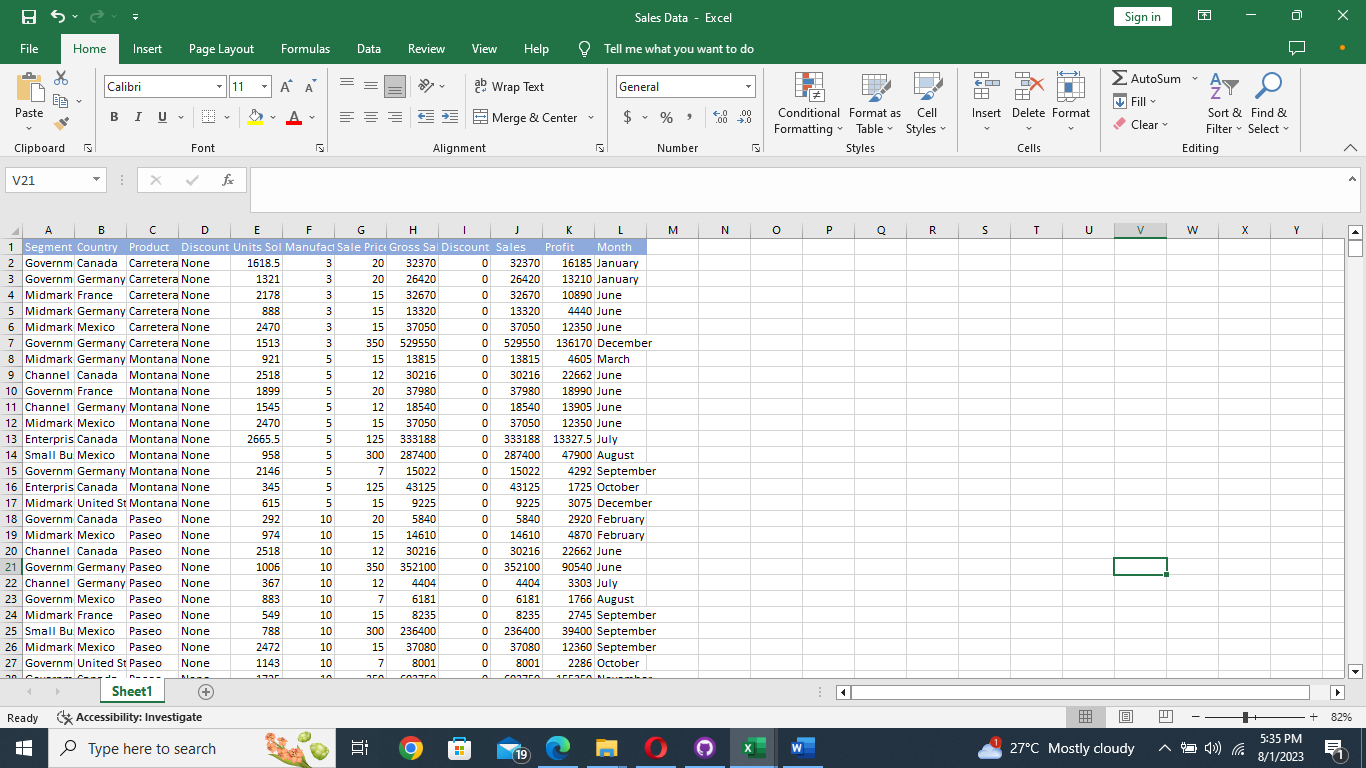 Sales Data - Excel
Sign in
File Home Insert Page Layout Formulas Data Review View Help Tell me what you want to do
Paste
Clipboard
Calibri 11
B I U A
Font
Wrap Text
Merge & Center
Alignment
General
$ % ,
Number
Conditional Formatting
Format as Table
Cell Styles
Styles
Insert Delete Format
Cells
AutoSum
Fill
Clear
Sort & Filter
Find & Select
Editing
V21 fx
A B C D E F G H I J K L M N O P Q R S T U V W X Y
1 Segment Country Product Discount Units Sol Manufact Sale Price Gross Sal Discount Sales Profit Month
2 Governm Canada Carretera None 1618.5 3 20 32370 0 32370 16185 January
3 Governm Germany Carretera None 1321 3 20 26420 0 26420 13210 January
4 Midmark France Carretera None 2178 3 15 32670 0 32670 10890 June
5 Midmark Germany Carretera None 888 3 15 13320 0 13320 4440 June
6 Midmark Mexico Carretera None 2470 3 15 37050 0 37050 12350 June
7 Governm Germany Carretera None 1513 3 350 529550 0 529550 136170 December
8 Midmark Germany Montana None 921 5 15 13815 0 13815 4605 March
9 Channel Canada Montana None 2518 5 12 30216 0 30216 22662 June
10 Governm France Montana None 1899 5 20 37980 0 37980 18990 June
11 Channel Germany Montana None 1545 5 12 18540 0 18540 13905 June
12 Midmark Mexico Montana None 2470 5 15 37050 0 37050 12350 June
13 Enterpris Canada Montana None 2665.5 5 125 333188 0 333188 13327.5 July
14 Small Bu Mexico Montana None 958 5 300 287400 0 287400 47900 August
15 Governm Germany Montana None 2146 5 7 15022 0 15022 4292 September
16 Enterpris Canada Montana None 345 5 125 43125 0 43125 1725 October
17 Midmark United St Montana None 615 5 15 9225 0 9225 3075 December
18 Governm Canada Paseo None 292 10 20 5840 0 5840 2920 February
19 Midmark Mexico Paseo None 974 10 15 14610 0 14610 4870 February
20 Channel Canada Paseo None 2518 10 12 30216 0 30216 22662 June
21 Governm Germany Paseo None 1006 10 350 352100 0 352100 90540 June
22 Channel Germany Paseo None 367 10 12 4404 0 4404 3303 July
23 Governm Mexico Paseo None 883 10 7 6181 0 6181 1766 August
24 Midmark France Paseo None 549 10 15 8235 0 8235 2745 September
25 Small Bu Mexico Paseo None 788 10 300 236400 0 236400 39400 September
26 Midmark Mexico Paseo None 2472 10 15 37080 0 37080 12360 September
27 Governm United St Paseo None 1143 10 7 8001 0 8001 2286 October
Sheet1
Ready Accessibility: Investigate 82%
Type here to search 19 1 27°C Mostly cloudy 5:35 PM
8/1/2023 1